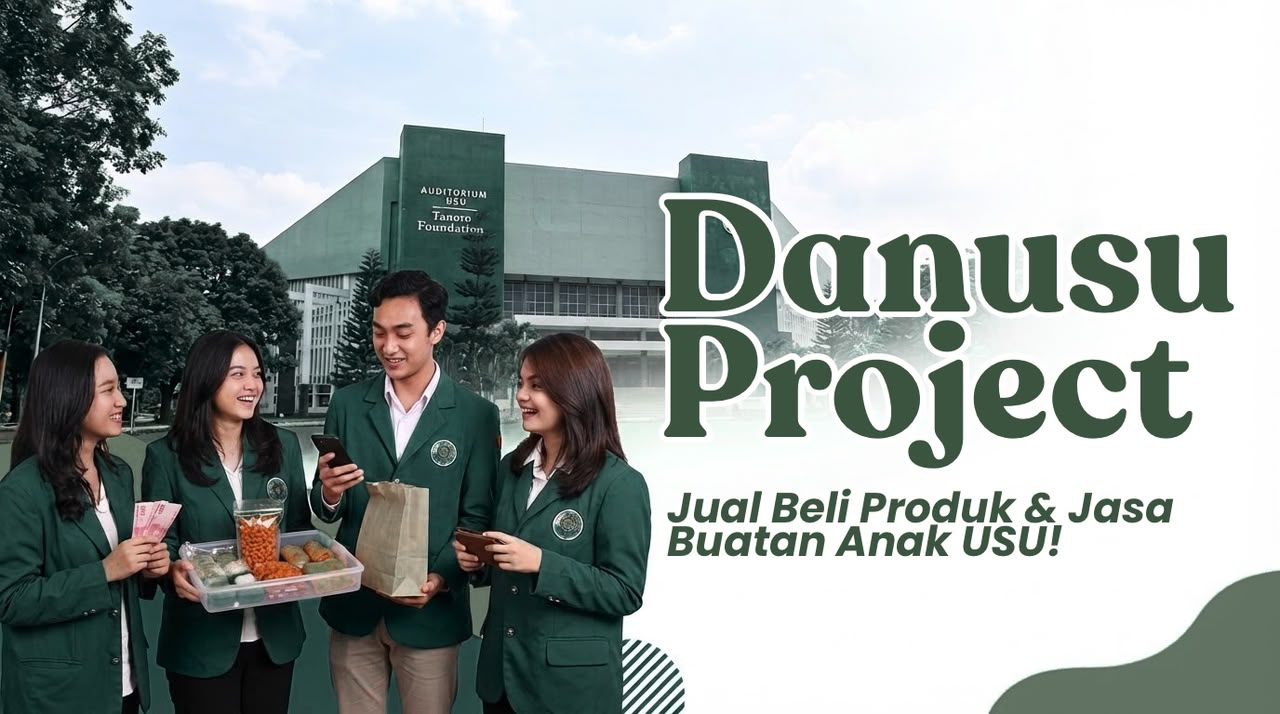 AUDITORIUM
USU
Tanoto
Foundation
Danusu
Project
Jual Beli Produk & Jasa
Buatan Anak USU!